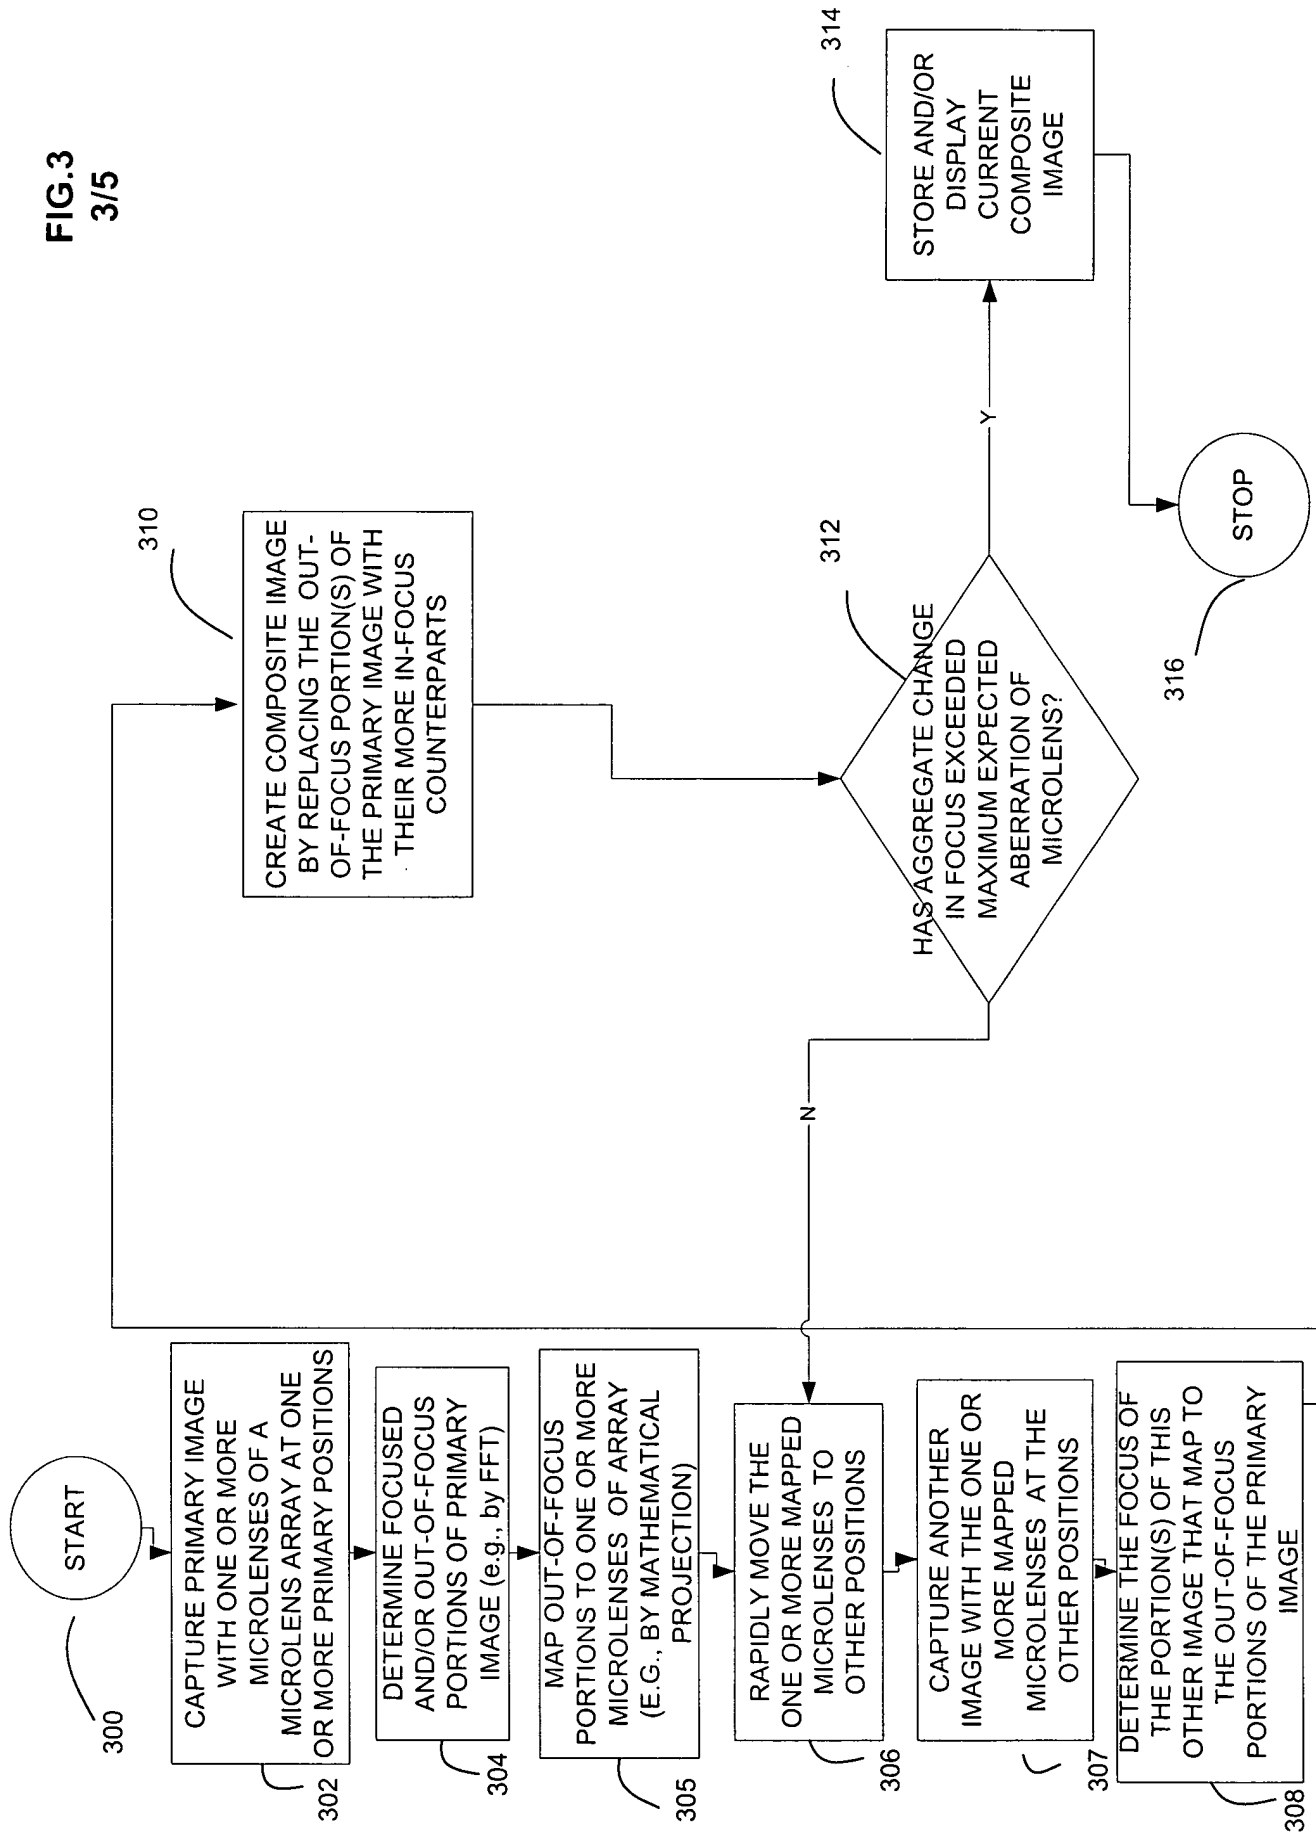 FIG.3
3/5
START
300
CAPTURE PRIMARY IMAGE
WITH ONE OR MORE
MICROLENSES OF A
MICROLENS ARRAY AT ONE
OR MORE PRIMARY POSITIONS
302
DETERMINE FOCUSED
AND/OR OUT-OF-FOCUS
PORTIONS OF PRIMARY
IMAGE (e.g., by FFT)
304
MAP OUT-OF-FOCUS
PORTIONS TO ONE OR MORE
MICROLENSES OF ARRAY
(E.G., BY MATHEMATICAL
PROJECTION)
305
RAPIDLY MOVE THE
ONE OR MORE MAPPED
MICROLENSES TO
OTHER POSITIONS
306
CAPTURE ANOTHER
IMAGE WITH THE ONE OR
MORE MAPPED
MICROLENSES AT THE
OTHER POSITIONS
307
DETERMINE THE FOCUS OF
THE PORTION(S) OF THIS
OTHER IMAGE THAT MAP TO
THE OUT-OF-FOCUS
PORTIONS OF THE PRIMARY
IMAGE
308
310
CREATE COMPOSITE IMAGE
BY REPLACING THE OUT-
OF-FOCUS PORTION(S) OF
THE PRIMARY IMAGE WITH
THEIR MORE IN-FOCUS
COUNTERPARTS
312
HAS AGGREGATE CHANGE
IN FOCUS EXCEEDED
MAXIMUM EXPECTED
ABERRATION OF
MICROLENS?
N
Y
314
STORE AND/OR
DISPLAY
CURRENT
COMPOSITE
IMAGE
STOP
316